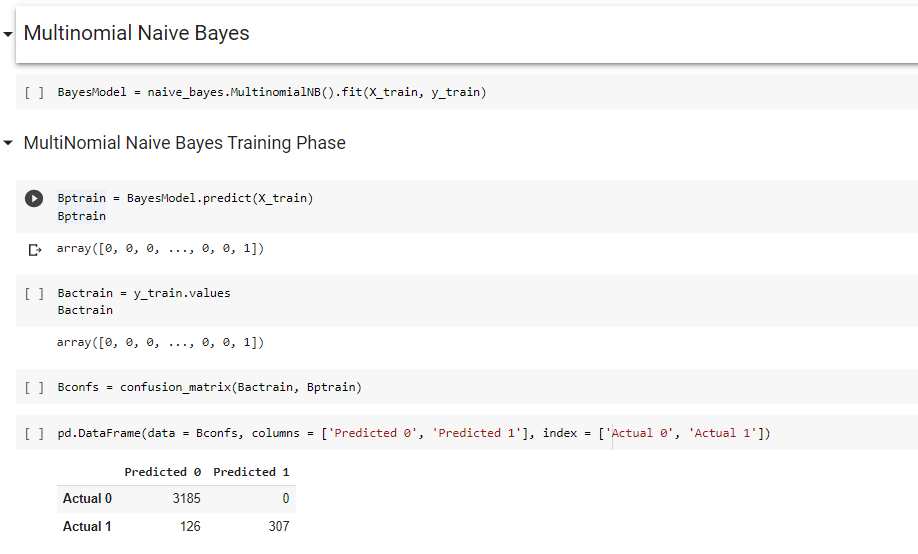 Multinomial Naive Bayes
[ ] BayesModel = naive_bayes.MultinomialNB().fit(X_train, y_train)
MultiNomial Naive Bayes Training Phase
Bptrain = BayesModel.predict(X_train)
Bptrain
array([0, 0, 0, ..., 0, 0, 1])
[ ] Bactrain = y_train.values
Bactrain
array([0, 0, 0, ..., 0, 0, 1])
[ ] Bconfs = confusion_matrix(Bactrain, Bptrain)
[ ] pd.DataFrame(data = Bconfs, columns = ['Predicted 0', 'Predicted 1'], index = ['Actual 0', 'Actual 1'])
Predicted 0 Predicted 1
Actual 0 3185 0
Actual 1 126 307